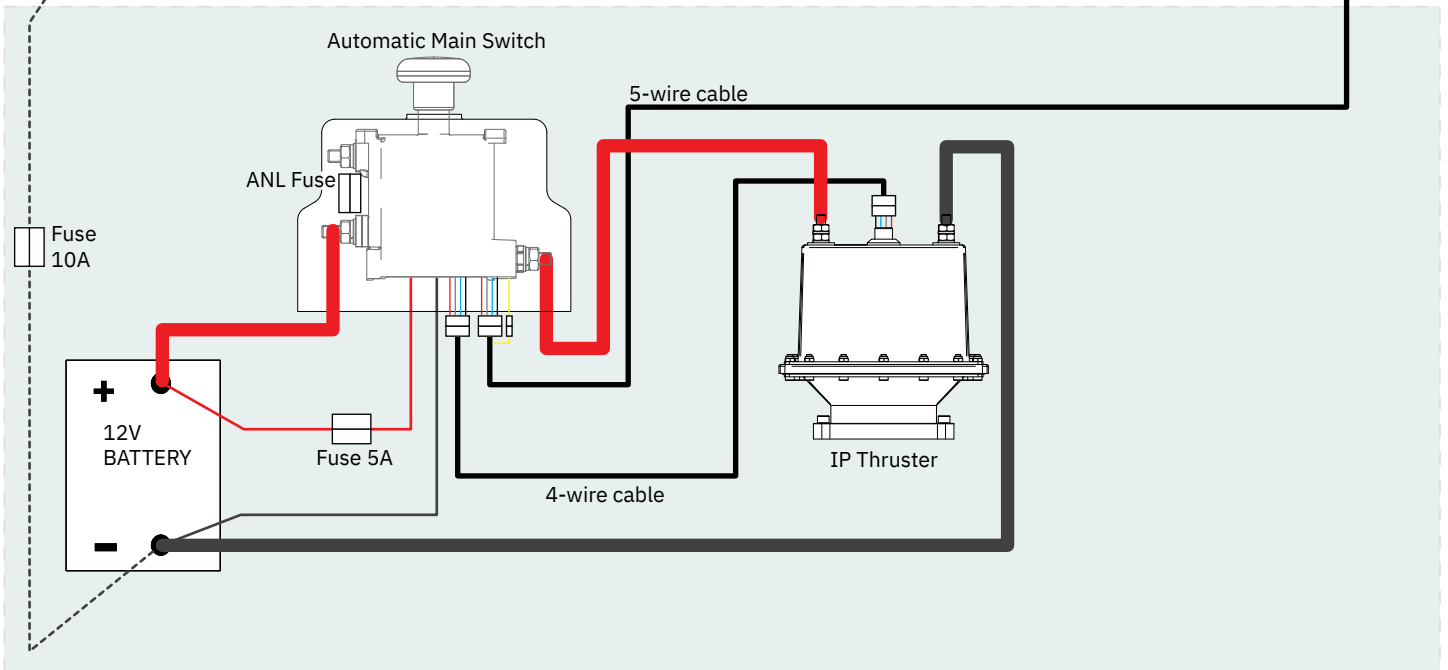 Automatic Main Switch
5-wire cable
ANL Fuse
Fuse
10A
+
12V
BATTERY
Fuse 5A
IP Thruster
4-wire cable
-